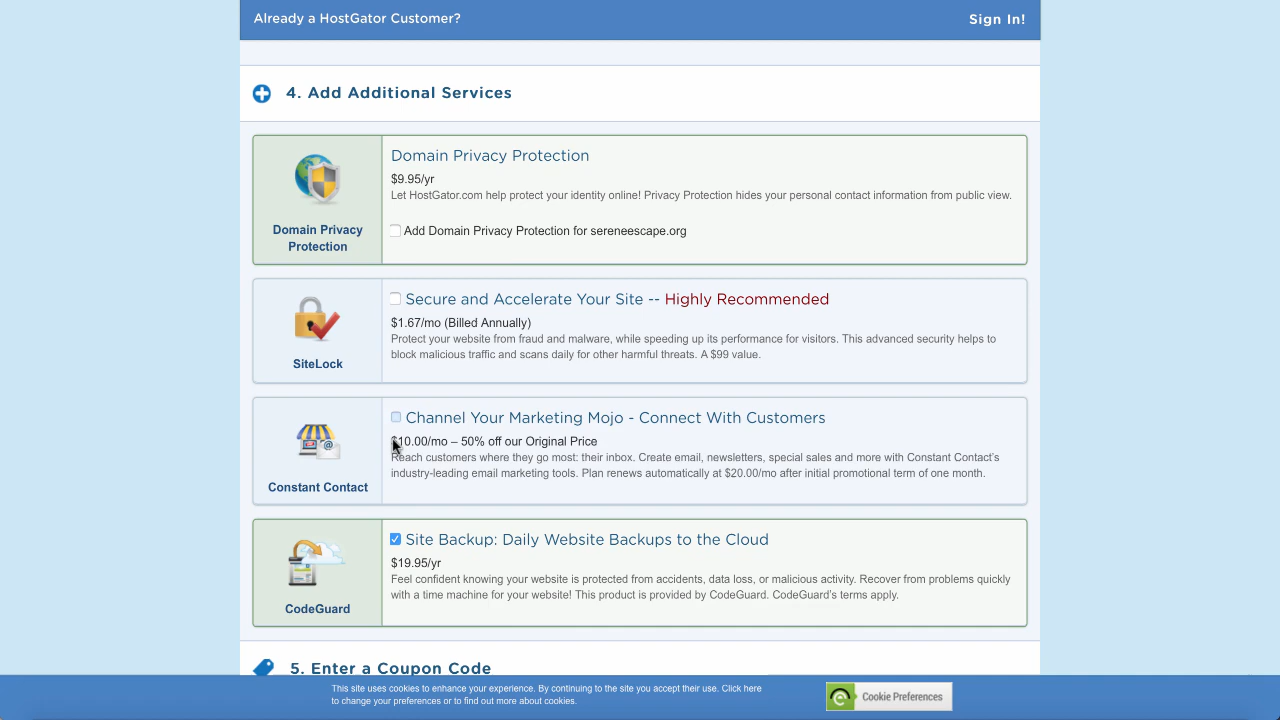 Already a HostGator Customer?
Sign In!
4. Add Additional Services
Domain Privacy Protection
$9.95/yr
Let HostGator.com help protect your identity online! Privacy Protection hides your personal contact information from public view.
Domain Privacy
Protection
Add Domain Privacy Protection for sereneescape.org
Secure and Accelerate Your Site -- Highly Recommended
$1.67/mo (Billed Annually)
Protect your website from fraud and malware, while speeding up its performance for visitors. This advanced security helps to
block malicious traffic and scans daily for other harmful threats. A $99 value.
SiteLock
Channel Your Marketing Mojo - Connect With Customers
$10.00/mo – 50% off our Original Price
Reach customers where they go most: their inbox. Create email, newsletters, special sales and more with Constant Contact's
industry-leading email marketing tools. Plan renews automatically at $20.00/mo after initial promotional term of one month.
Constant Contact
Site Backup: Daily Website Backups to the Cloud
$19.95/yr
Feel confident knowing your website is protected from accidents, data loss, or malicious activity. Recover from problems quickly
with a time machine for your website! This product is provided by CodeGuard. CodeGuard's terms apply.
CodeGuard
5. Enter a Coupon Code
This site uses cookies to enhance your experience. By continuing to the site you accept their use. Click here
to change your preferences or to find out more about cookies.
Cookie Preferences